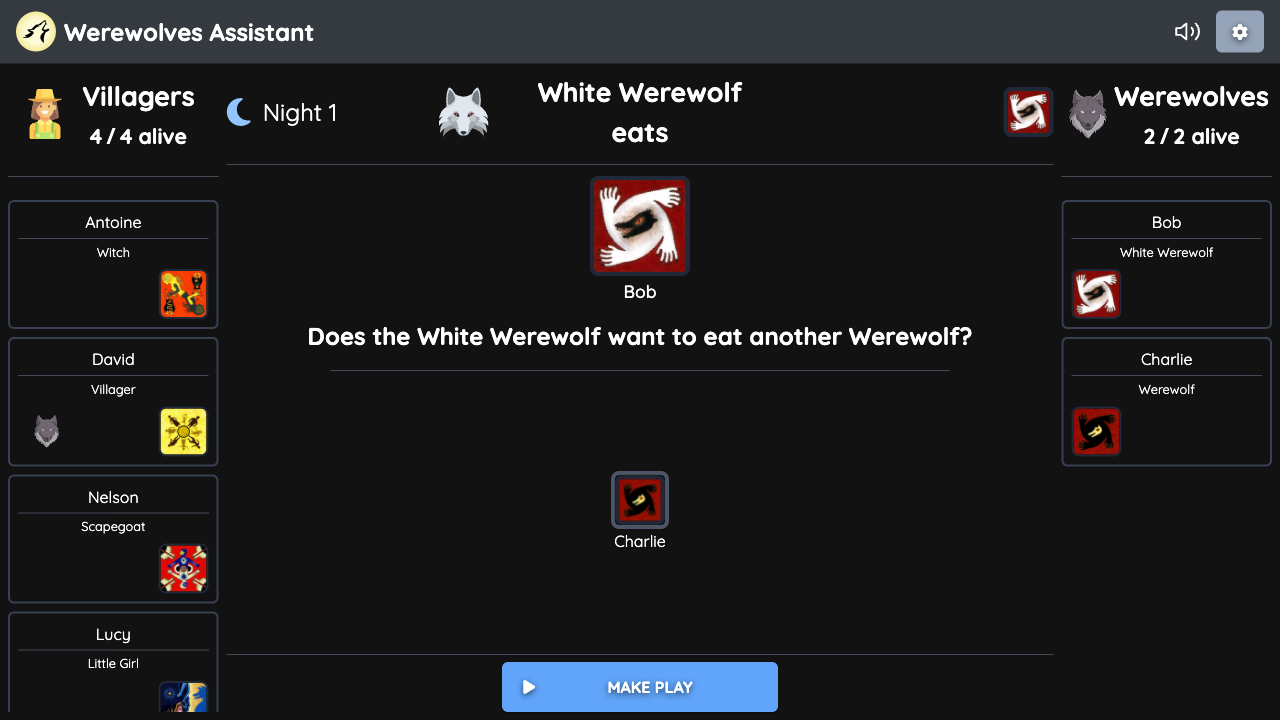 Werewolves Assistant
Villagers
4 / 4 alive
Night 1
White Werewolf
eats
Werewolves
2 / 2 alive
Antoine
Witch
David
Villager
Nelson
Scapegoat
Lucy
Little Girl
Bob
Does the White Werewolf want to eat another Werewolf?
Charlie
MAKE PLAY
Bob
White Werewolf
Charlie
Werewolf